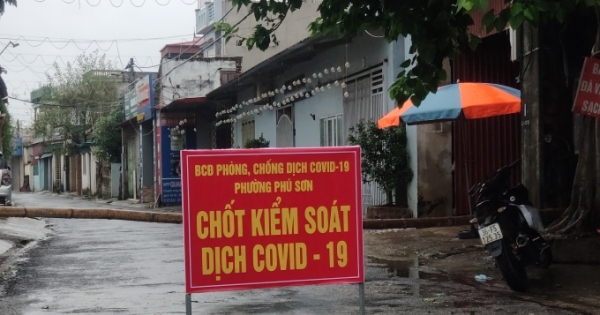 BCĐ PHÒNG, CHỐNG DỊCH COVID-19
PHƯỜNG PHÚ SƠN
CHỐT KIỂM SOÁT
DỊCH COVID - 19